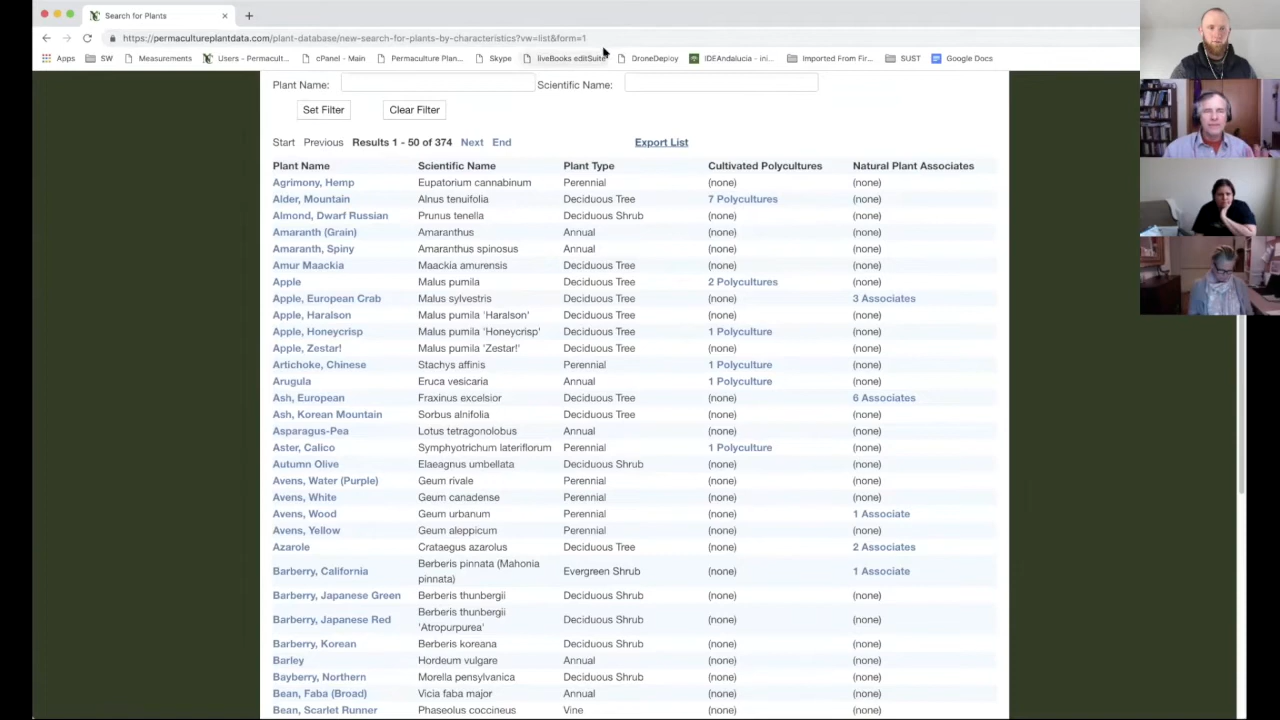 Search for Plants
https://permacultureplantdata.com/plant-database/new-search-for-plants-by-characteristics?vw=list&form=1
Apps SW Measurements Users - Permacult... cPanel - Main Permaculture Plan... Skype liveBooks editSuite DroneDeploy IDEAndalucia - ini... Imported From Fir... SUST Google Docs
Plant Name: Scientific Name:
Set Filter Clear Filter
Start Previous Results 1 - 50 of 374 Next End Export List
Plant Name Scientific Name Plant Type Cultivated Polycultures Natural Plant Associates
Agrimony, Hemp Eupatorium cannabinum Perennial (none) (none)
Alder, Mountain Alnus tenuifolia Deciduous Tree 7 Polycultures (none)
Almond, Dwarf Russian Prunus tenella Deciduous Shrub (none) (none)
Amaranth (Grain) Amaranthus Annual (none) (none)
Amaranth, Spiny Amaranthus spinosus Annual (none) (none)
Amur Maackia Maackia amurensis Deciduous Tree (none) (none)
Apple Malus pumila Deciduous Tree 2 Polycultures (none)
Apple, European Crab Malus sylvestris Deciduous Tree (none) 3 Associates
Apple, Haralson Malus pumila 'Haralson' Deciduous Tree (none) (none)
Apple, Honeycrisp Malus pumila 'Honeycrisp' Deciduous Tree 1 Polyculture (none)
Apple, Zestar! Malus pumila 'Zestar!' Deciduous Tree (none) (none)
Artichoke, Chinese Stachys affinis Perennial 1 Polyculture (none)
Arugula Eruca vesicaria Annual 1 Polyculture (none)
Ash, European Fraxinus excelsior Deciduous Tree (none) 6 Associates
Ash, Korean Mountain Sorbus alnifolia Deciduous Tree (none) (none)
Asparagus-Pea Lotus tetragonolobus Annual (none) (none)
Aster, Calico Symphyotrichum lateriflorum Perennial 1 Polyculture (none)
Autumn Olive Elaeagnus umbellata Deciduous Shrub (none) (none)
Avens, Water (Purple) Geum rivale Perennial (none) (none)
Avens, White Geum canadense Perennial (none) (none)
Avens, Wood Geum urbanum Perennial (none) 1 Associate
Avens, Yellow Geum aleppicum Perennial (none) (none)
Azarole Crataegus azarolus Deciduous Tree (none) 2 Associates
Barberry, California Berberis pinnata (Mahonia pinnata) Evergreen Shrub (none) 1 Associate
Barberry, Japanese Green Berberis thunbergii Deciduous Shrub (none) (none)
Barberry, Japanese Red Berberis thunbergii 'Atropurpurea' Deciduous Shrub (none) (none)
Barberry, Korean Berberis koreana Deciduous Shrub (none) (none)
Barley Hordeum vulgare Annual (none) (none)
Bayberry, Northern Morella pensylvanica Deciduous Shrub (none) (none)
Bean, Faba (Broad) Vicia faba major Annual (none) (none)
Bean, Scarlet Runner Phaseolus coccineus Vine (none) (none)